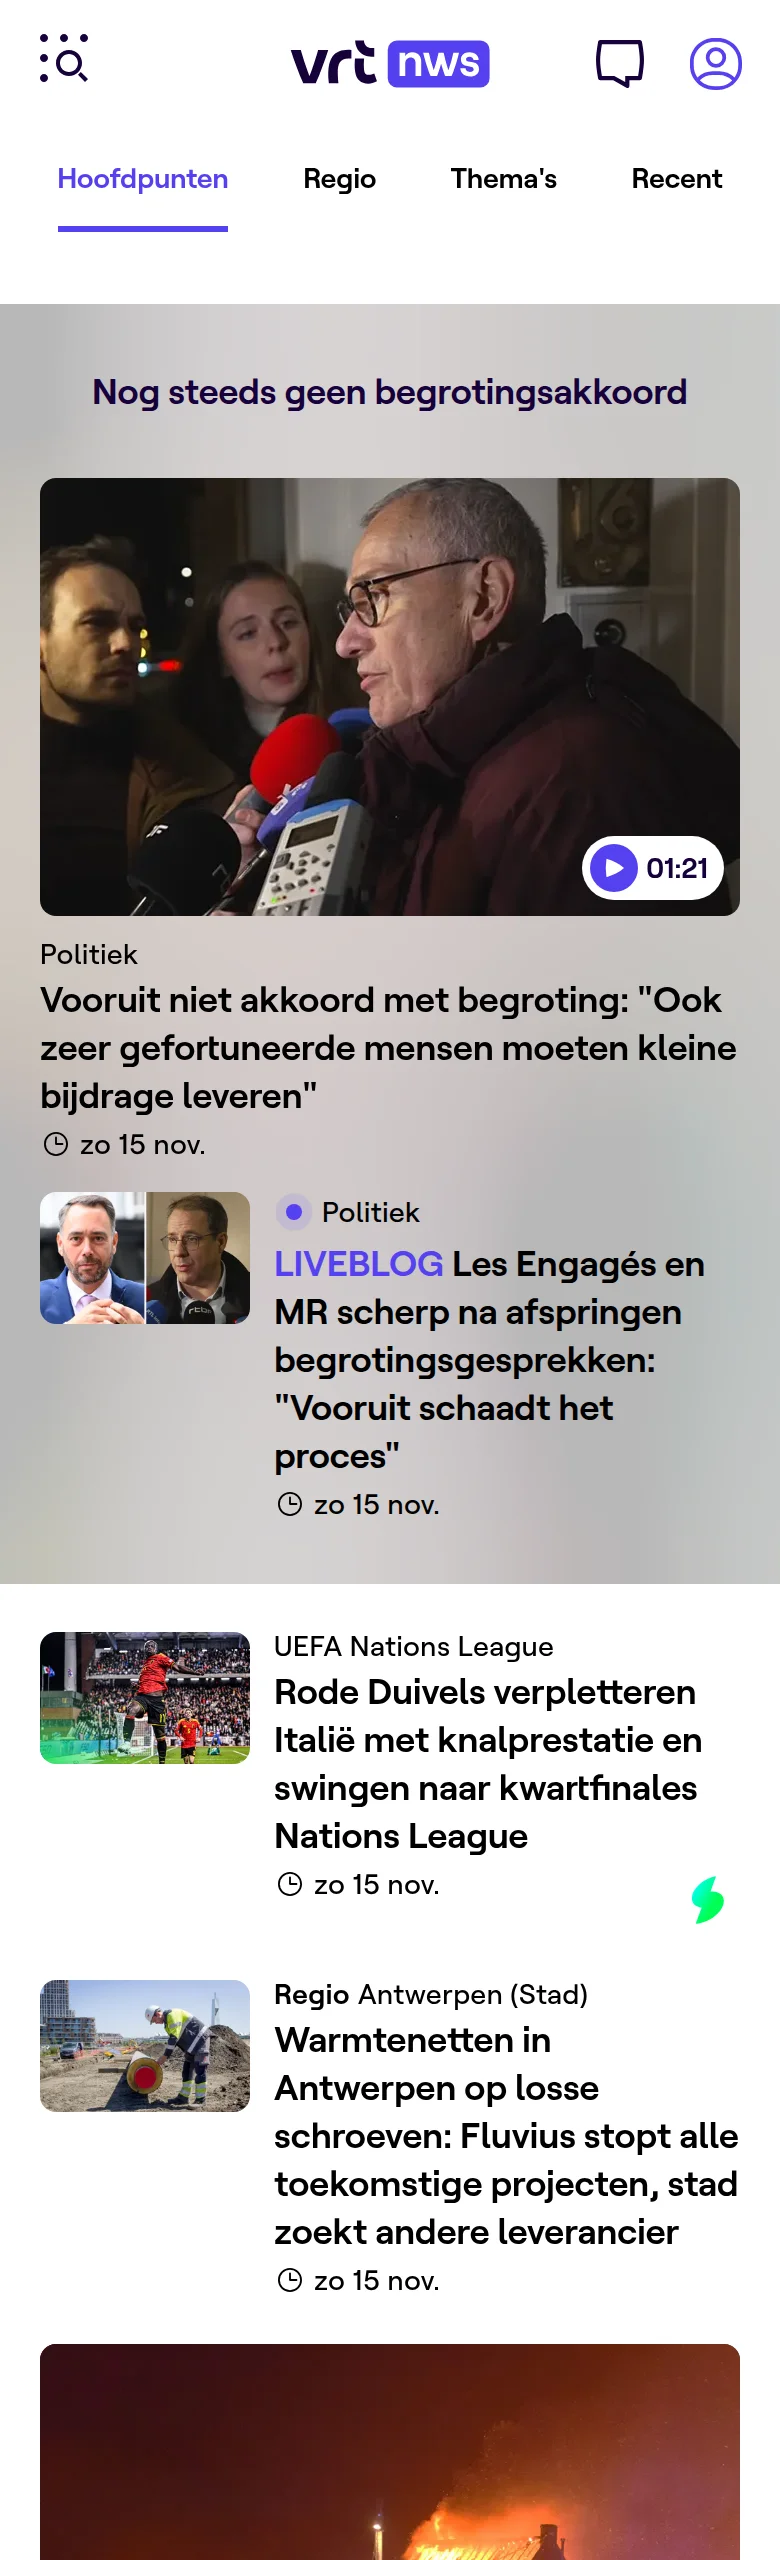 vrt nws
Hoofdpunten Regio Thema's Recent
Nog steeds geen begrotingsakkoord
01:21
Politiek
Vooruit niet akkoord met begroting: "Ook
zeer gefortuneerde mensen moeten kleine
bijdrage leveren"
zo 15 nov.
rtbf
Politiek
LIVEBLOG Les Engagés en
MR scherp na afspringen
begrotingsgesprekken:
"Vooruit schaadt het
proces"
zo 15 nov.
UEFA Nations League
Rode Duivels verpletteren
Italië met knalprestatie en
swingen naar kwartfinales
Nations League
zo 15 nov.
Regio Antwerpen (Stad)
Warmtenetten in
Antwerpen op losse
schroeven: Fluvius stopt alle
toekomstige projecten, stad
zoekt andere leverancier
zo 15 nov.